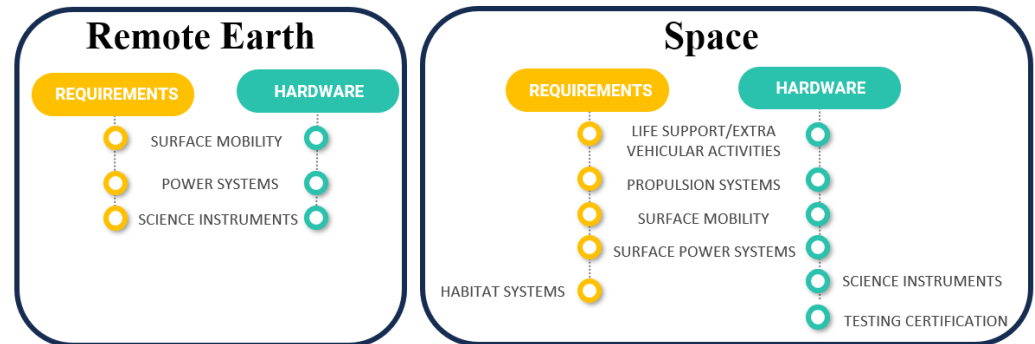 Remote Earth
REQUIREMENTS
HARDWARE
SURFACE MOBILITY
POWER SYSTEMS
SCIENCE INSTRUMENTS
Space
REQUIREMENTS
HARDWARE
LIFE SUPPORT/EXTRA
VEHICULAR ACTIVITIES
PROPULSION SYSTEMS
SURFACE MOBILITY
SURFACE POWER SYSTEMS
HABITAT SYSTEMS
SCIENCE INSTRUMENTS
TESTING CERTIFICATION